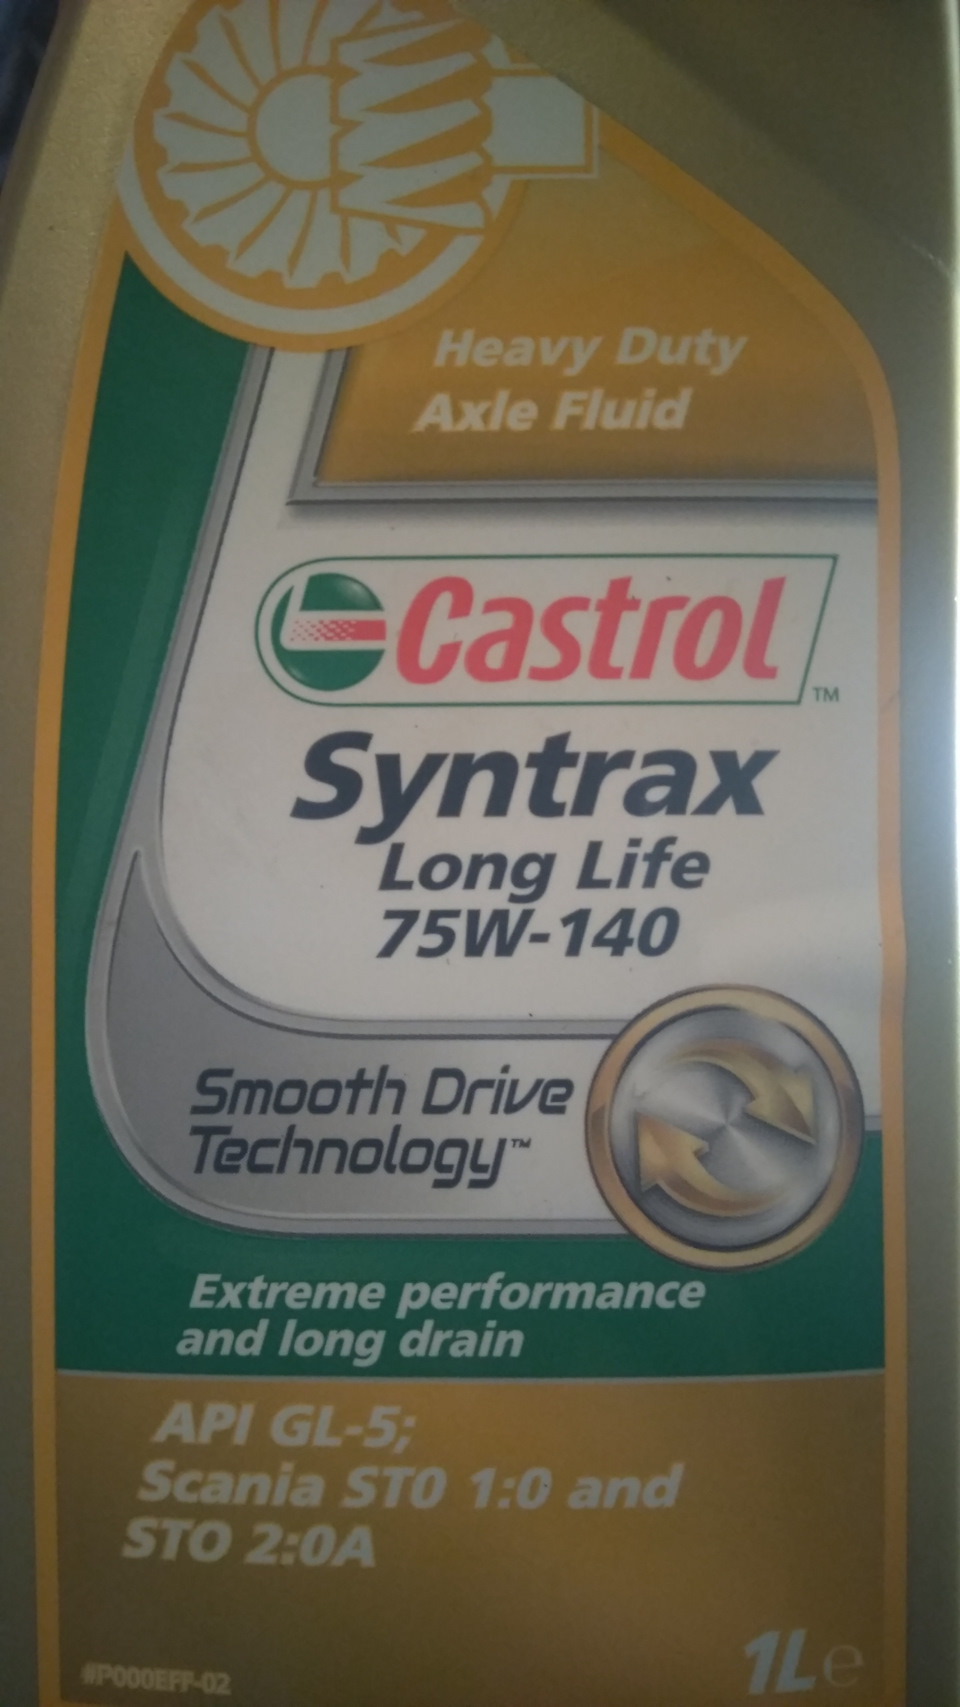 Heavy Duty
Axle Fluid
Castrol
TM
Syntrax
Long Life
75W-140
Smooth Drive
Technology™
Extreme performance
and long drain
API GL-5;
Scania STO 1:0 and
STO 2:0A
#P000EFF-02
1L e